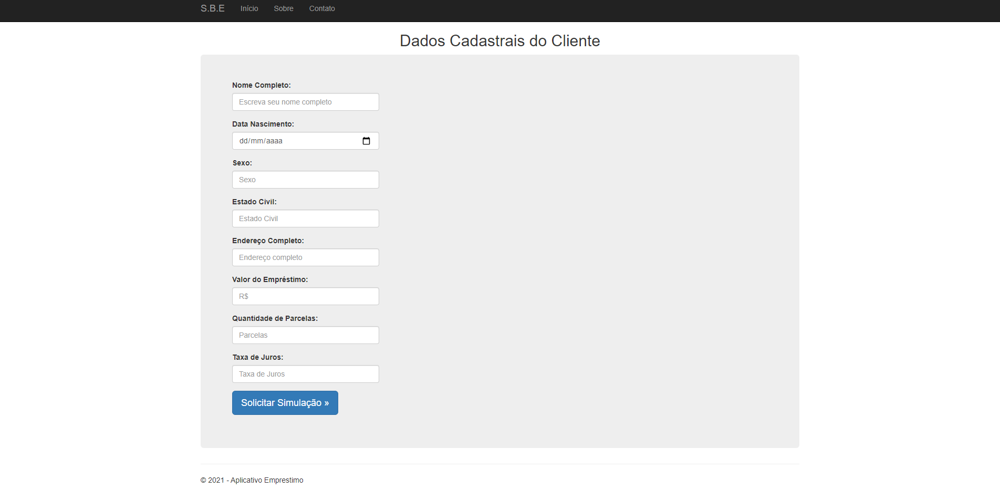 S.B.E Início Sobre Contato
Dados Cadastrais do Cliente
Nome Completo:
Escreva seu nome completo
Data Nascimento:
dd/mm/aaaa
Sexo:
Sexo
Estado Civil:
Estado Civil
Endereço Completo:
Endereço completo
Valor do Empréstimo:
R$
Quantidade de Parcelas:
Parcelas
Taxa de Juros:
Taxa de Juros
Solicitar Simulação »
© 2021 - Aplicativo Emprestimo